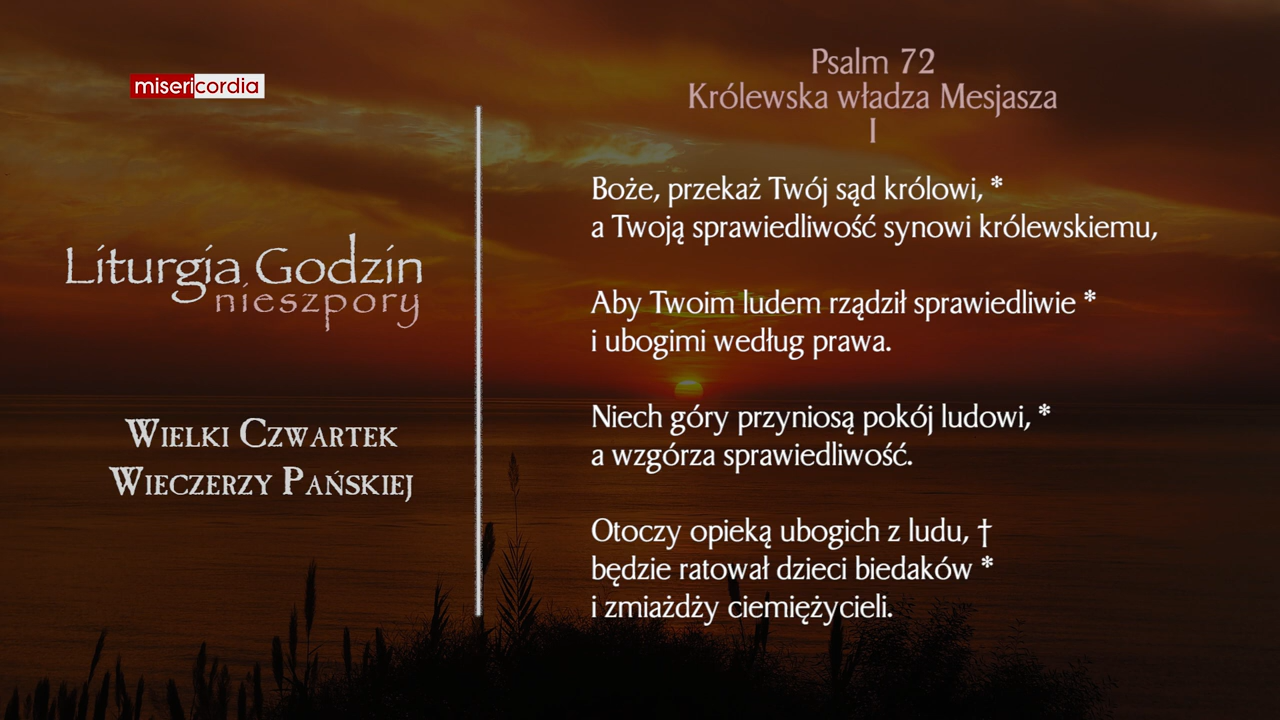 misericordia
Liturgia Godzin
nieszpory
Wielki Czwartek
Wieczerzy Pańskiej
Psalm 72
Królewska władza Mesjasza
I
Boże, przekaż Twój sąd królowi, *
a Twoją sprawiedliwość synowi królewskiemu,
Aby Twoim ludem rządził sprawiedliwie *
i ubogimi według prawa.
Niech góry przyniosą pokój ludowi, *
a wzgórza sprawiedliwość.
Otoczy opieką ubogich z ludu, †
będzie ratował dzieci biedaków *
i zmiażdży ciemiężycieli.